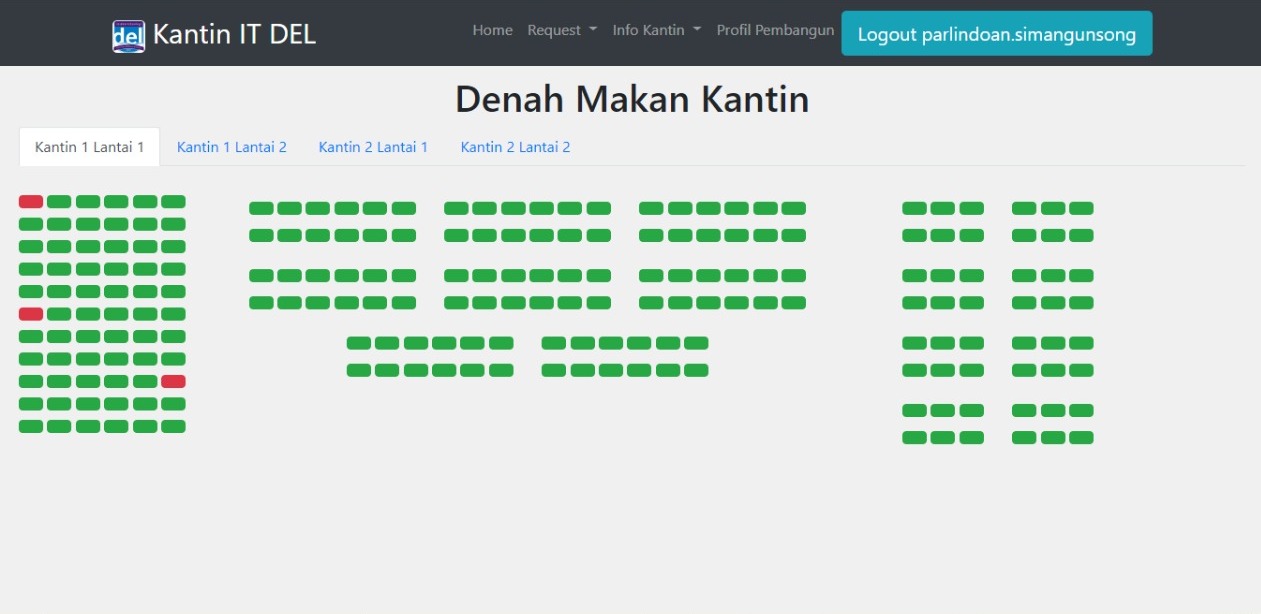 del Kantin IT DEL Home Request Info Kantin Profil Pembangun Logout parlindoan.simangunsong
Denah Makan Kantin
Kantin 1 Lantai 1 Kantin 1 Lantai 2 Kantin 2 Lantai 1 Kantin 2 Lantai 2